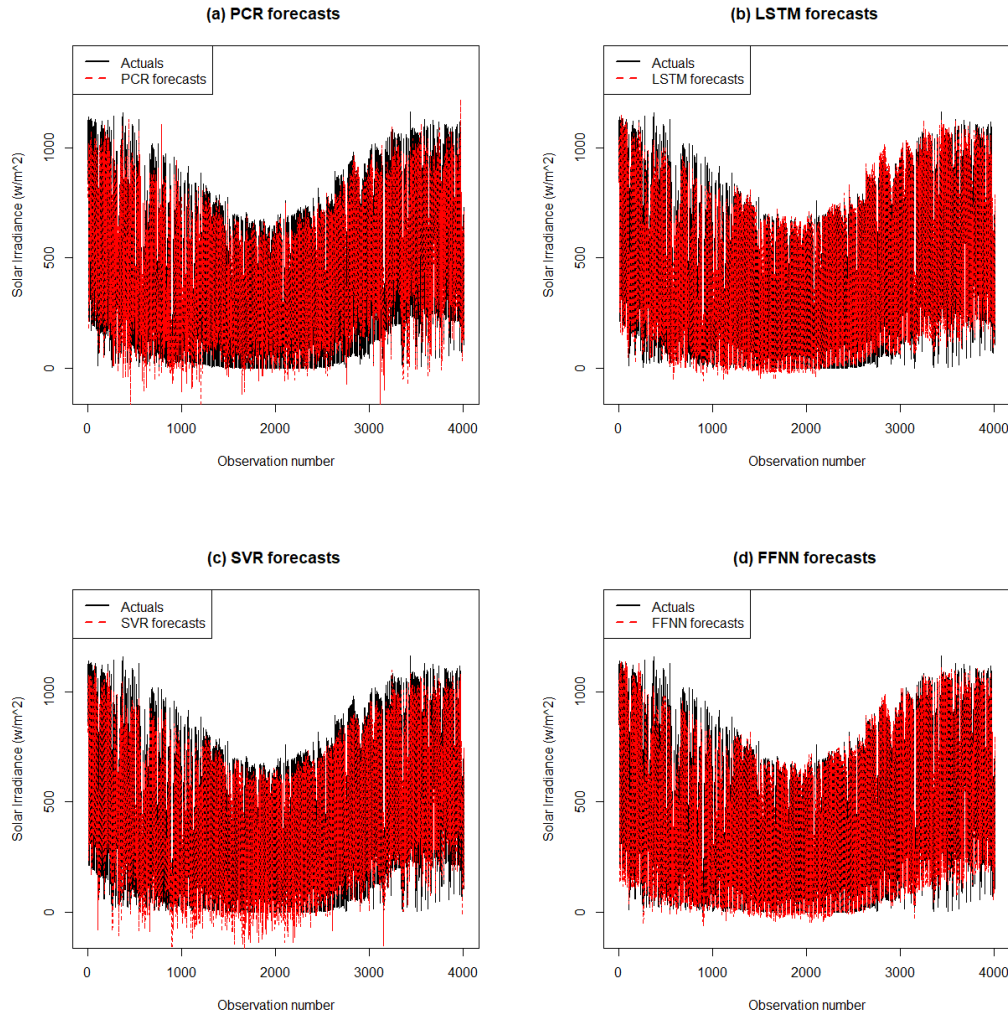 (a) PCR forecasts
Actuals
PCR forecasts
Solar Irradiance (w/m^2)
0
500
1000
0
1000
2000
3000
4000
Observation number
(b) LSTM forecasts
Actuals
LSTM forecasts
Solar Irradiance (w/m^2)
0
500
1000
0
1000
2000
3000
4000
Observation number
(c) SVR forecasts
Actuals
SVR forecasts
Solar Irradiance (w/m^2)
0
500
1000
0
1000
2000
3000
4000
Observation number
(d) FFNN forecasts
Actuals
FFNN forecasts
Solar Irradiance (w/m^2)
0
500
1000
0
1000
2000
3000
4000
Observation number